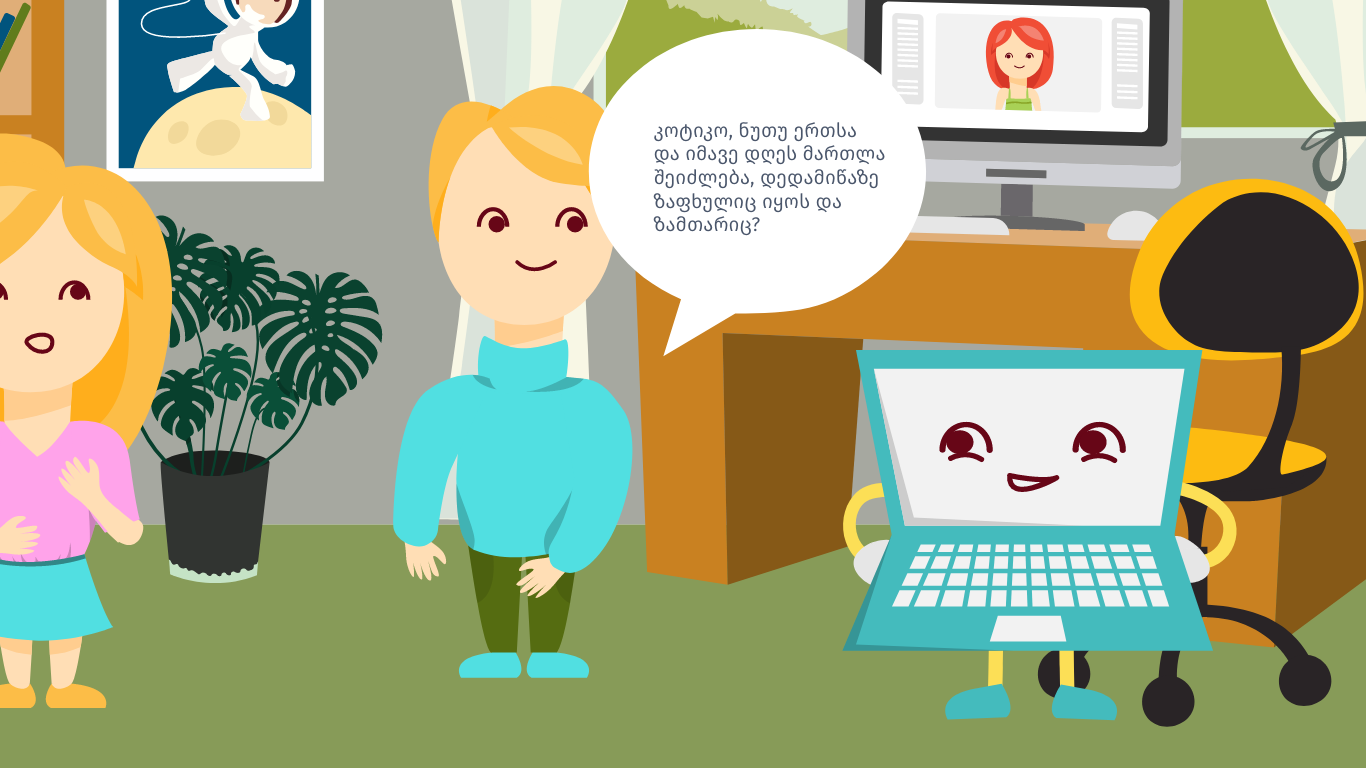 კოტიკო, ნუთუ ერთსა
და იმავე დღეს მართლა
შეიძლება, დედამიწაზე
ზაფხულიც იყოს და
ზამთარიც?